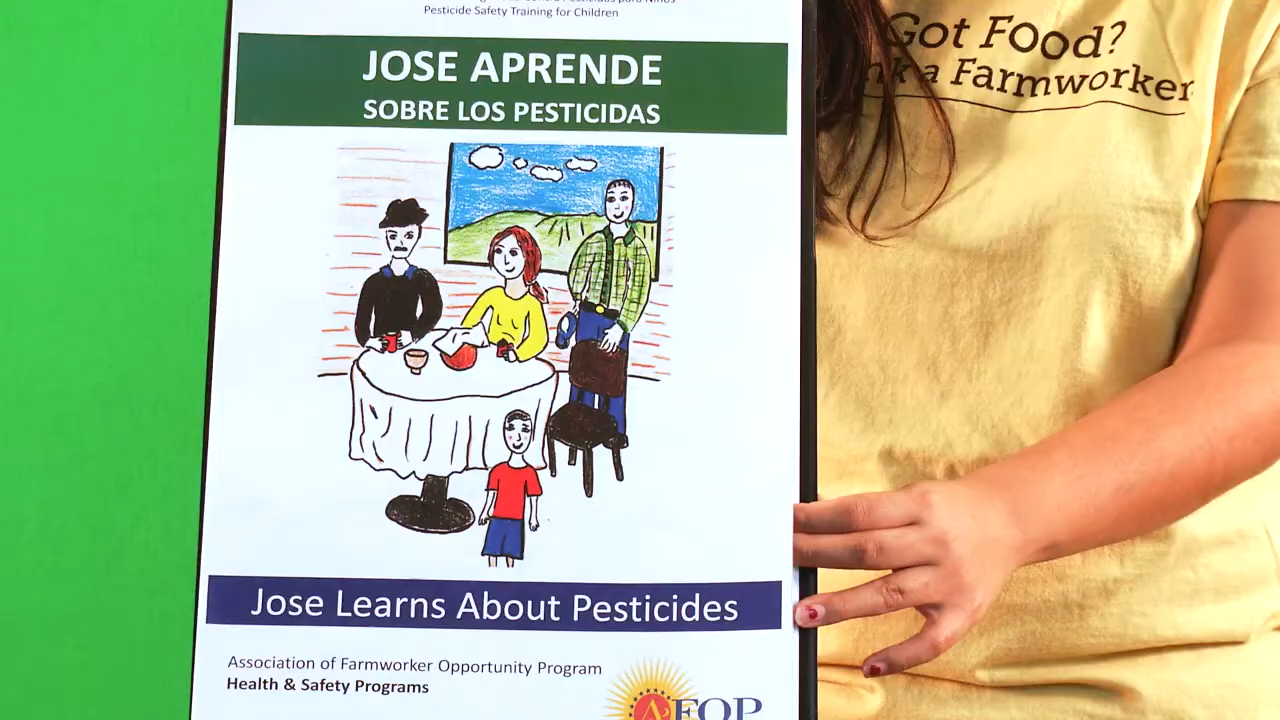 Pesticide Safety Training for Children
JOSE APRENDE
SOBRE LOS PESTICIDAS
Jose Learns About Pesticides
Association of Farmworker Opportunity Program
Health & Safety Programs
AFOP
Got Food?
a Farmworker